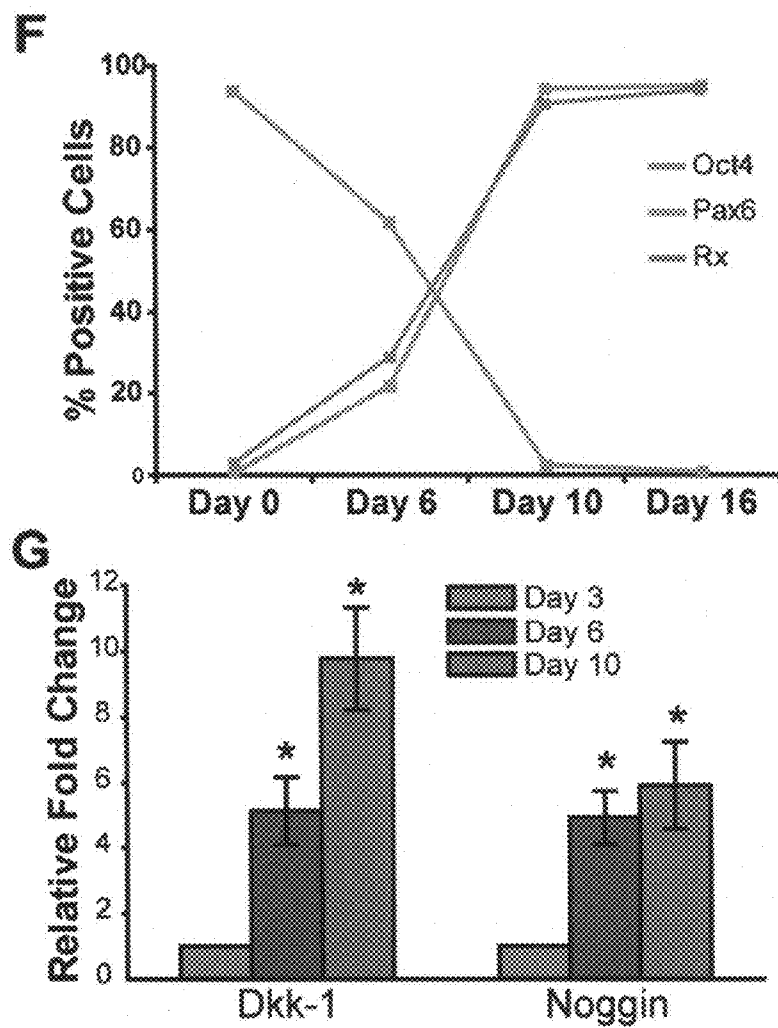 F
100
80
60
40
20
0
% Positive Cells
Oct4
Pax6
Rx
Day 0 Day 6 Day 10 Day 16
G
12
10
8
6
4
2
0
Relative Fold Change
Day 3
Day 6
Day 10
* * * *
Dkk-1 Noggin